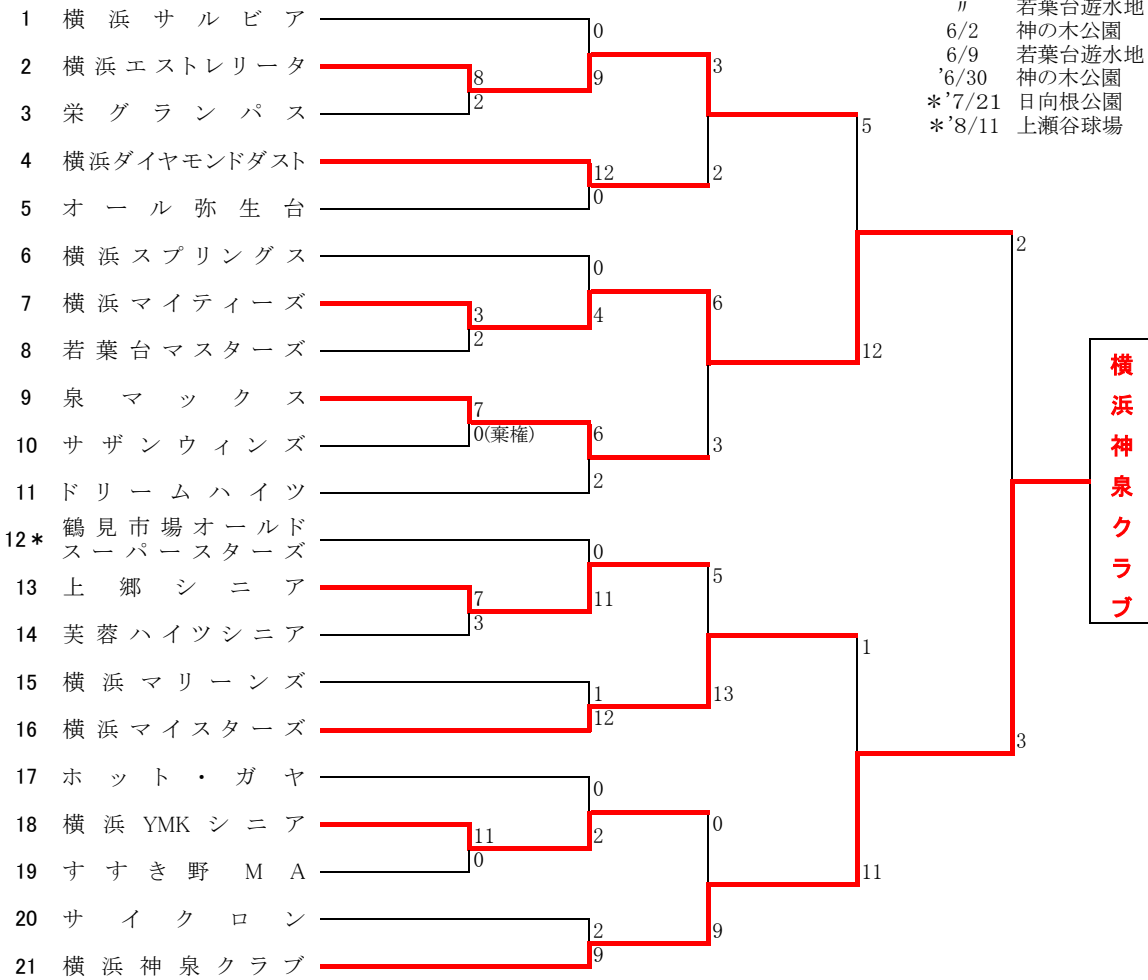 〃 若葉台遊水地
6/2 神の木公園
6/9 若葉台遊水地
'6/30 神の木公園
＊'7/21 日向根公園
＊'8/11 上瀬谷球場
1 横浜サルビア
0
2 横浜エストレリータ
8
9
3
3 栄グランパス
2
5
4 横浜ダイヤモンドダスト
12
2
5 オール弥生台
0
6 横浜スプリングス
0
2
7 横浜マイティーズ
3
4
6
8 若葉台マスターズ
2
12
9 泉マックス
7
10 サザンウィンズ
0(棄権)
6
3
11 ドリームハイツ
2
12＊ 鶴見市場オールド
スーパースターズ
0
13 上郷シニア
7
11
5
14 芙蓉ハイツシニア
3
1
15 横浜マリーンズ
1
13
16 横浜マイスターズ
12
3
17 ホット・ガヤ
0
18 横浜YMKシニア
11
2
0
19 すすき野MA
0
11
20 サイクロン
2
9
21 横浜神泉クラブ
9
横浜神泉クラブ